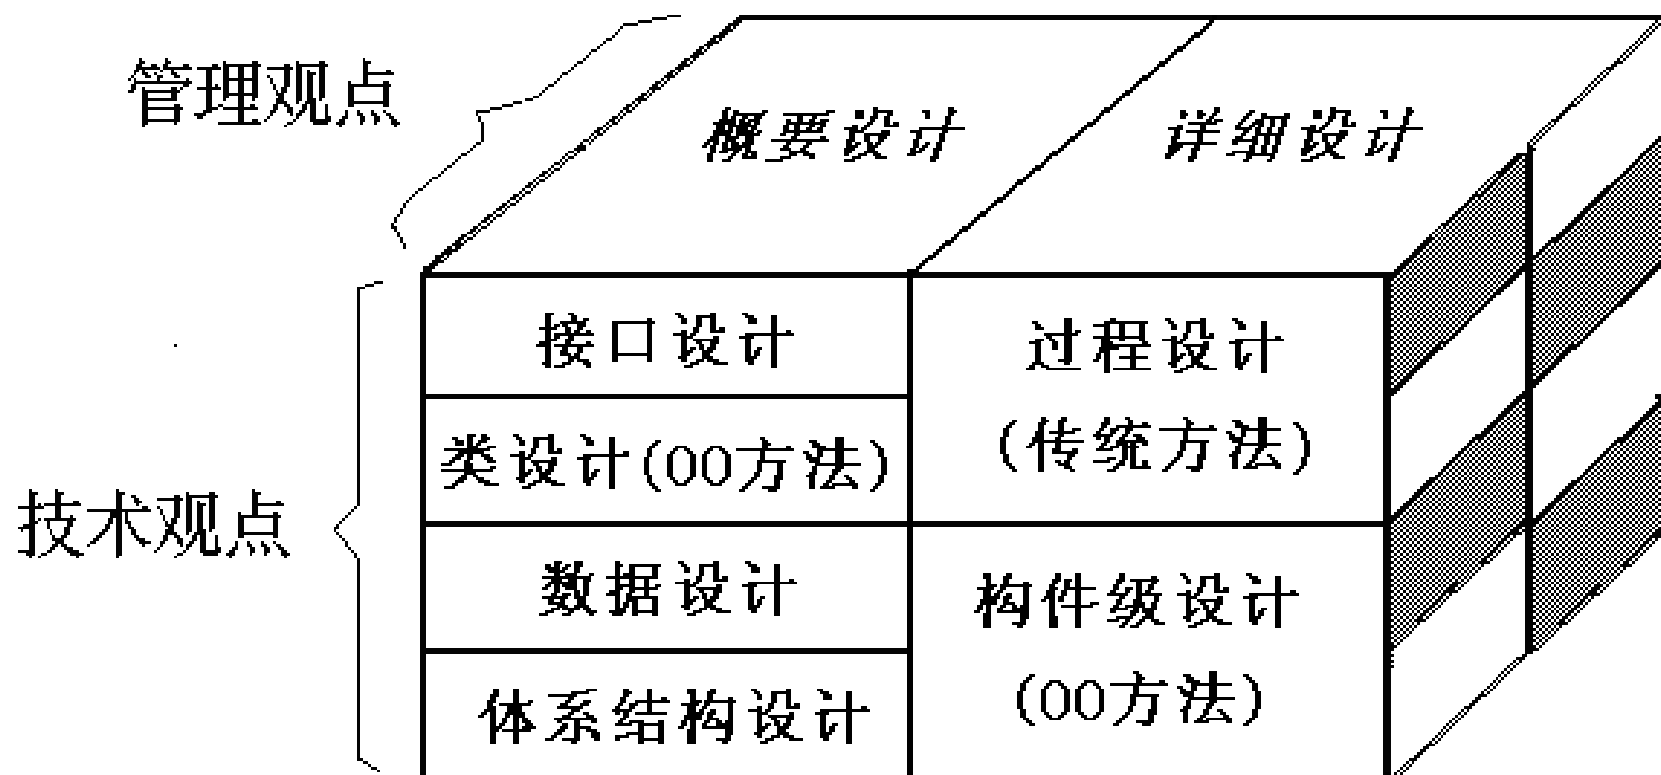 管理观点
概要设计
详细设计
技术观点
接口设计
类设计(OO方法)
数据设计
体系结构设计
过程设计
(传统方法)
构件级设计
(OO方法)